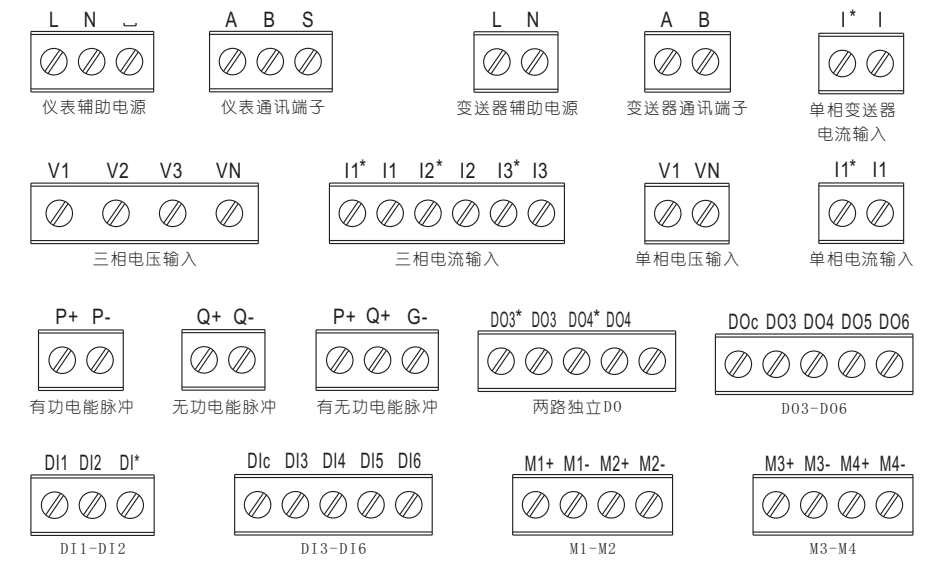 L N ⎵
A B S
L N
A B
I* I
仪表辅助电源
仪表通讯端子
变送器辅助电源
变送器通讯端子
单相变送器
电流输入
V1 V2 V3 VN
I1* I1 I2* I2 I3* I3
V1 VN
I1* I1
三相电压输入
三相电流输入
单相电压输入
单相电流输入
P+ P-
Q+ Q-
P+ Q+ G-
DO3* DO3 DO4* DO4
DOc DO3 DO4 DO5 DO6
有功电能脉冲
无功电能脉冲
有无功电能脉冲
两路独立DO
DO3-DO6
DI1 DI2 DI*
DIc DI3 DI4 DI5 DI6
M1+ M1- M2+ M2-
M3+ M3- M4+ M4-
DI1-DI2
DI3-DI6
M1-M2
M3-M4